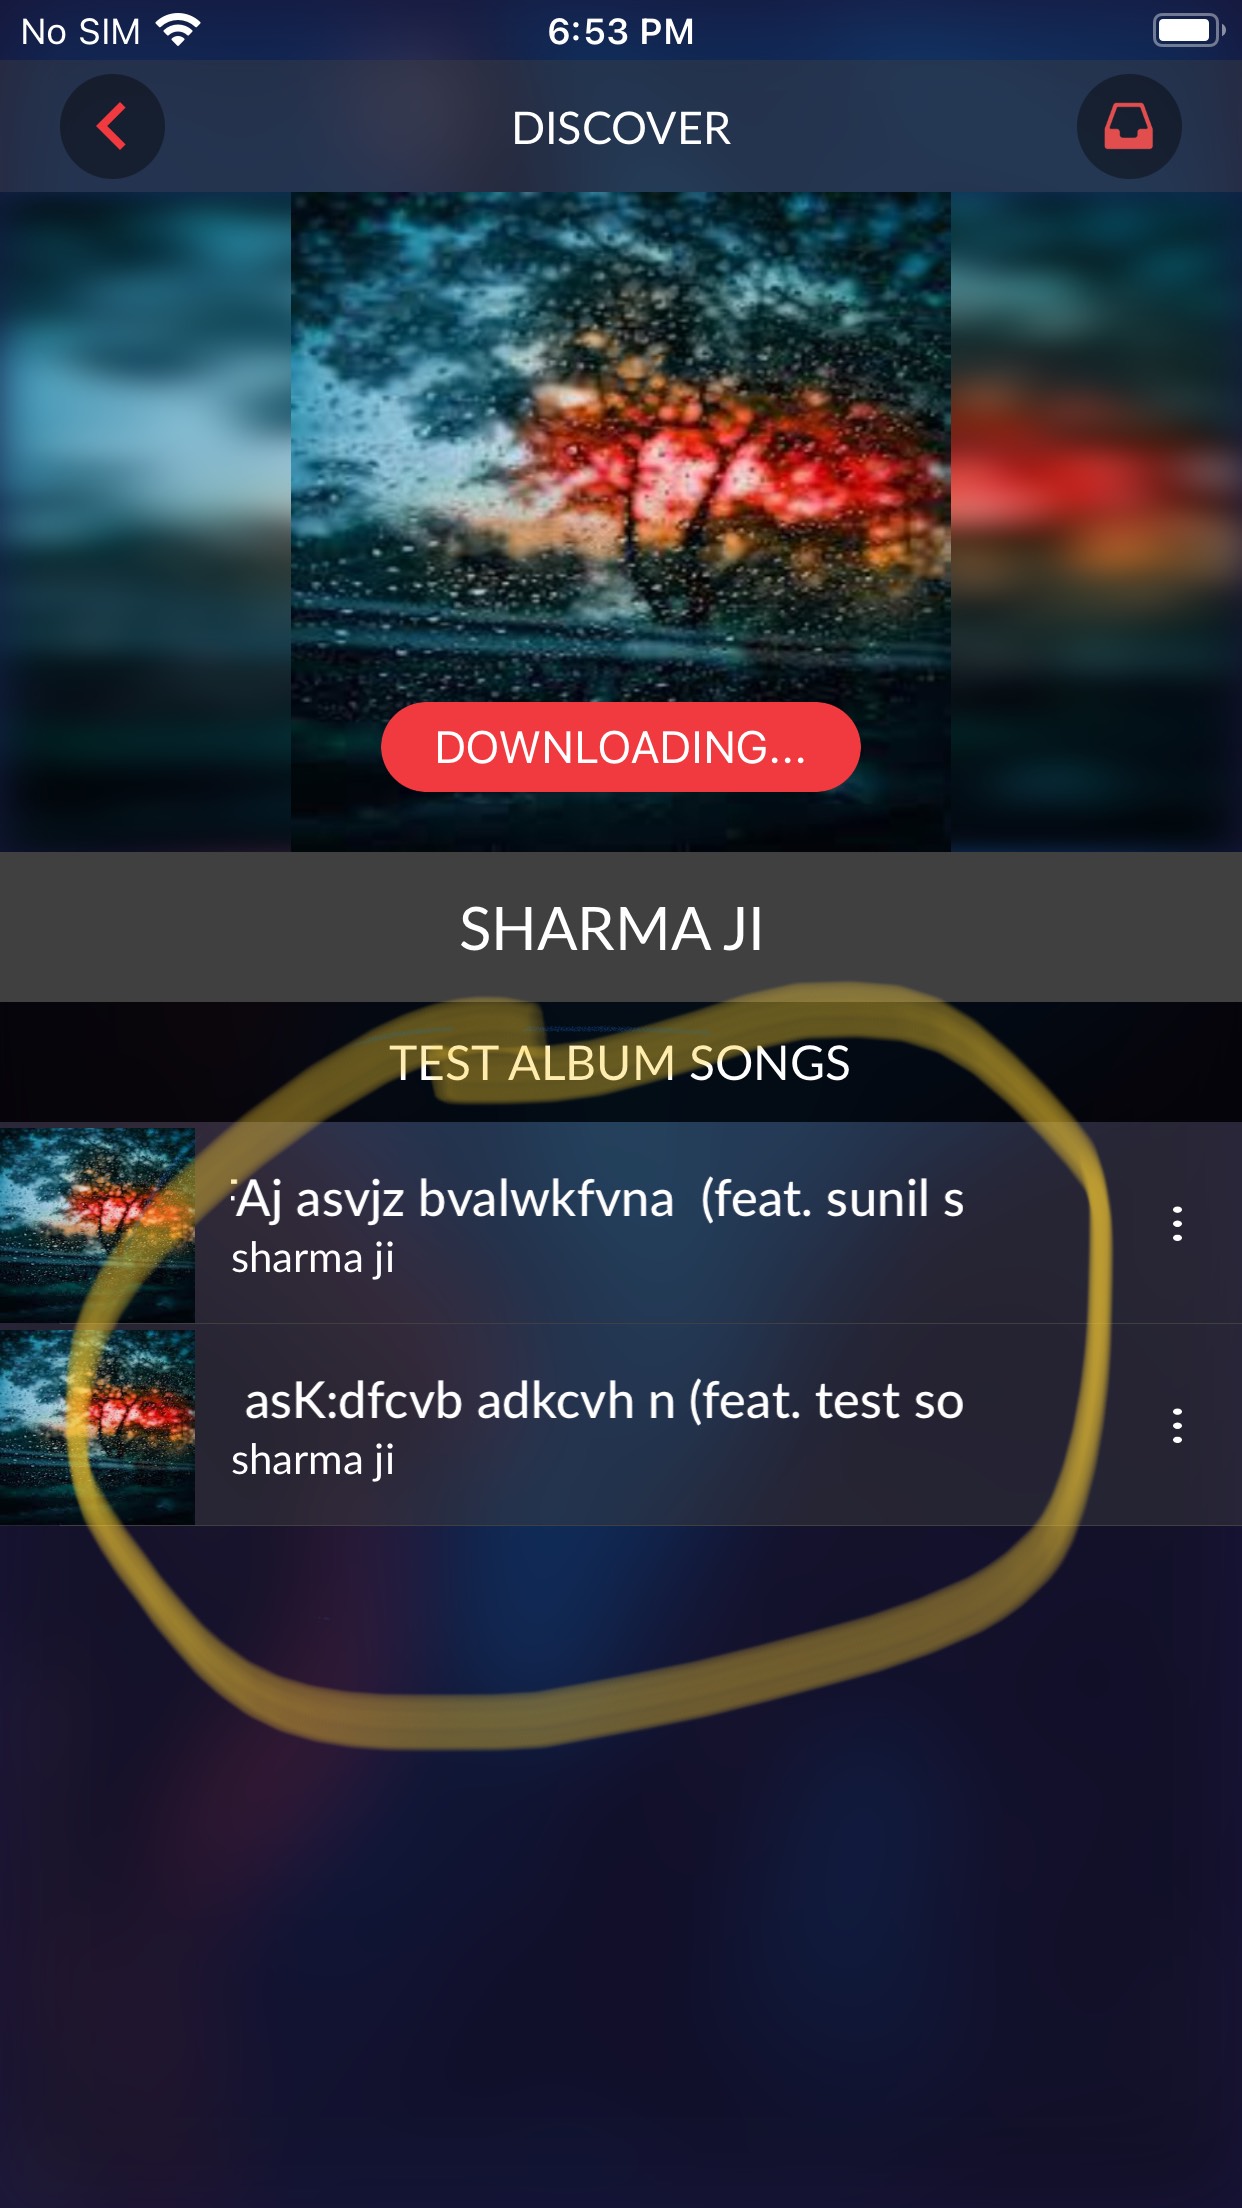 No SIM
6:53 PM
DISCOVER
DOWNLOADING...
SHARMA JI
TEST ALBUM SONGS
Aj asvjz bvalwkfvna (feat. sunil s
sharma ji
asK:dfcvb adkcvh n (feat. test so
sharma ji